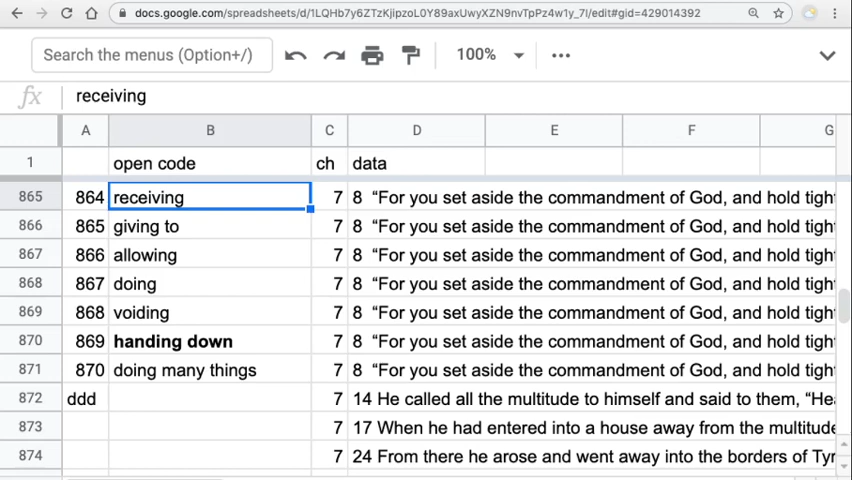 docs.google.com/spreadsheets/d/1LQHb7y6ZTzKjipzoL0Y89axUwyXZN9nvTpPz4w1y_7I/edit#gid=429014392
Search the menus (Option+/) 100%
fx receiving
A B C D E F G
1 open code ch data
865 864 receiving 7 8 “For you set aside the commandment of God, and hold tight
866 865 giving to 7 8 “For you set aside the commandment of God, and hold tight
867 866 allowing 7 8 “For you set aside the commandment of God, and hold tight
868 867 doing 7 8 “For you set aside the commandment of God, and hold tight
869 868 voiding 7 8 “For you set aside the commandment of God, and hold tight
870 869 handing down 7 8 “For you set aside the commandment of God, and hold tight
871 870 doing many things 7 8 “For you set aside the commandment of God, and hold tight
872 ddd 7 14 He called all the multitude to himself and said to them, “Hea
873 7 17 When he had entered into a house away from the multitude
874 7 24 From there he arose and went away into the borders of Tyr